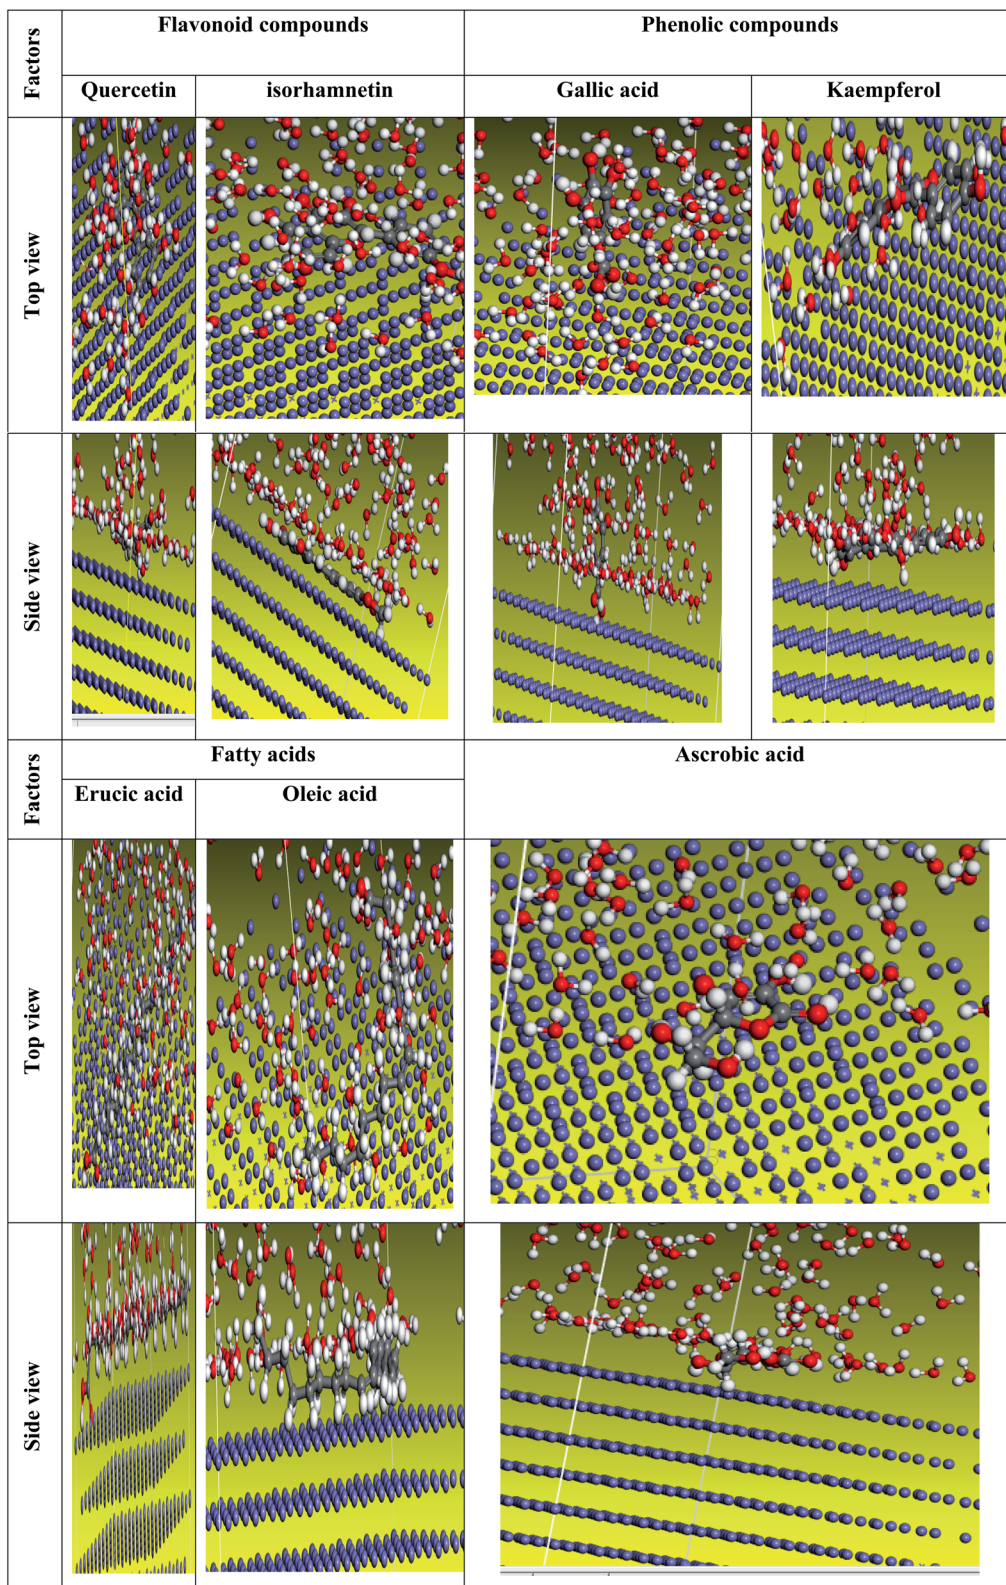 Factors
Flavonoid compounds
Phenolic compounds
Quercetin
isorhamnetin
Gallic acid
Kaempferol
Top view
Side view
Factors
Fatty acids
Ascrobic acid
Erucic acid
Oleic acid
Top view
Side view